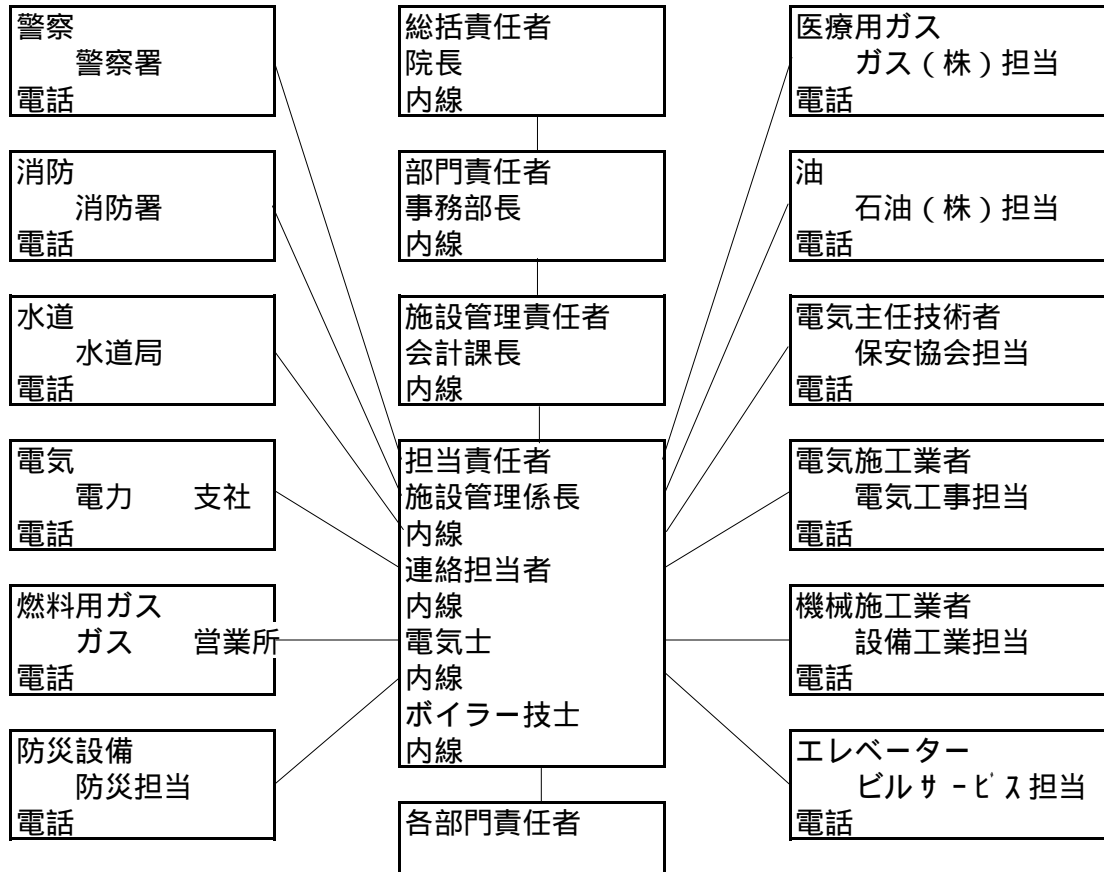 警察
警察署
電話
消防
消防署
電話
水道
水道局
電話
電気
電力　　支社
電話
燃料用ガス
ガス　　営業所
電話
防災設備
防災担当
電話
総括責任者
院長
内線
部門責任者
事務部長
内線
施設管理責任者
会計課長
内線
担当責任者
施設管理係長
内線
連絡担当者
内線
電気士
内線
ボイラー技士
内線
各部門責任者
医療用ガス
ガス（株）担当
電話
油
石油（株）担当
電話
電気主任技術者
保安協会担当
電話
電気施工業者
電気工事担当
電話
機械施工業者
設備工業担当
電話
エレベーター
ビルサービス担当
電話